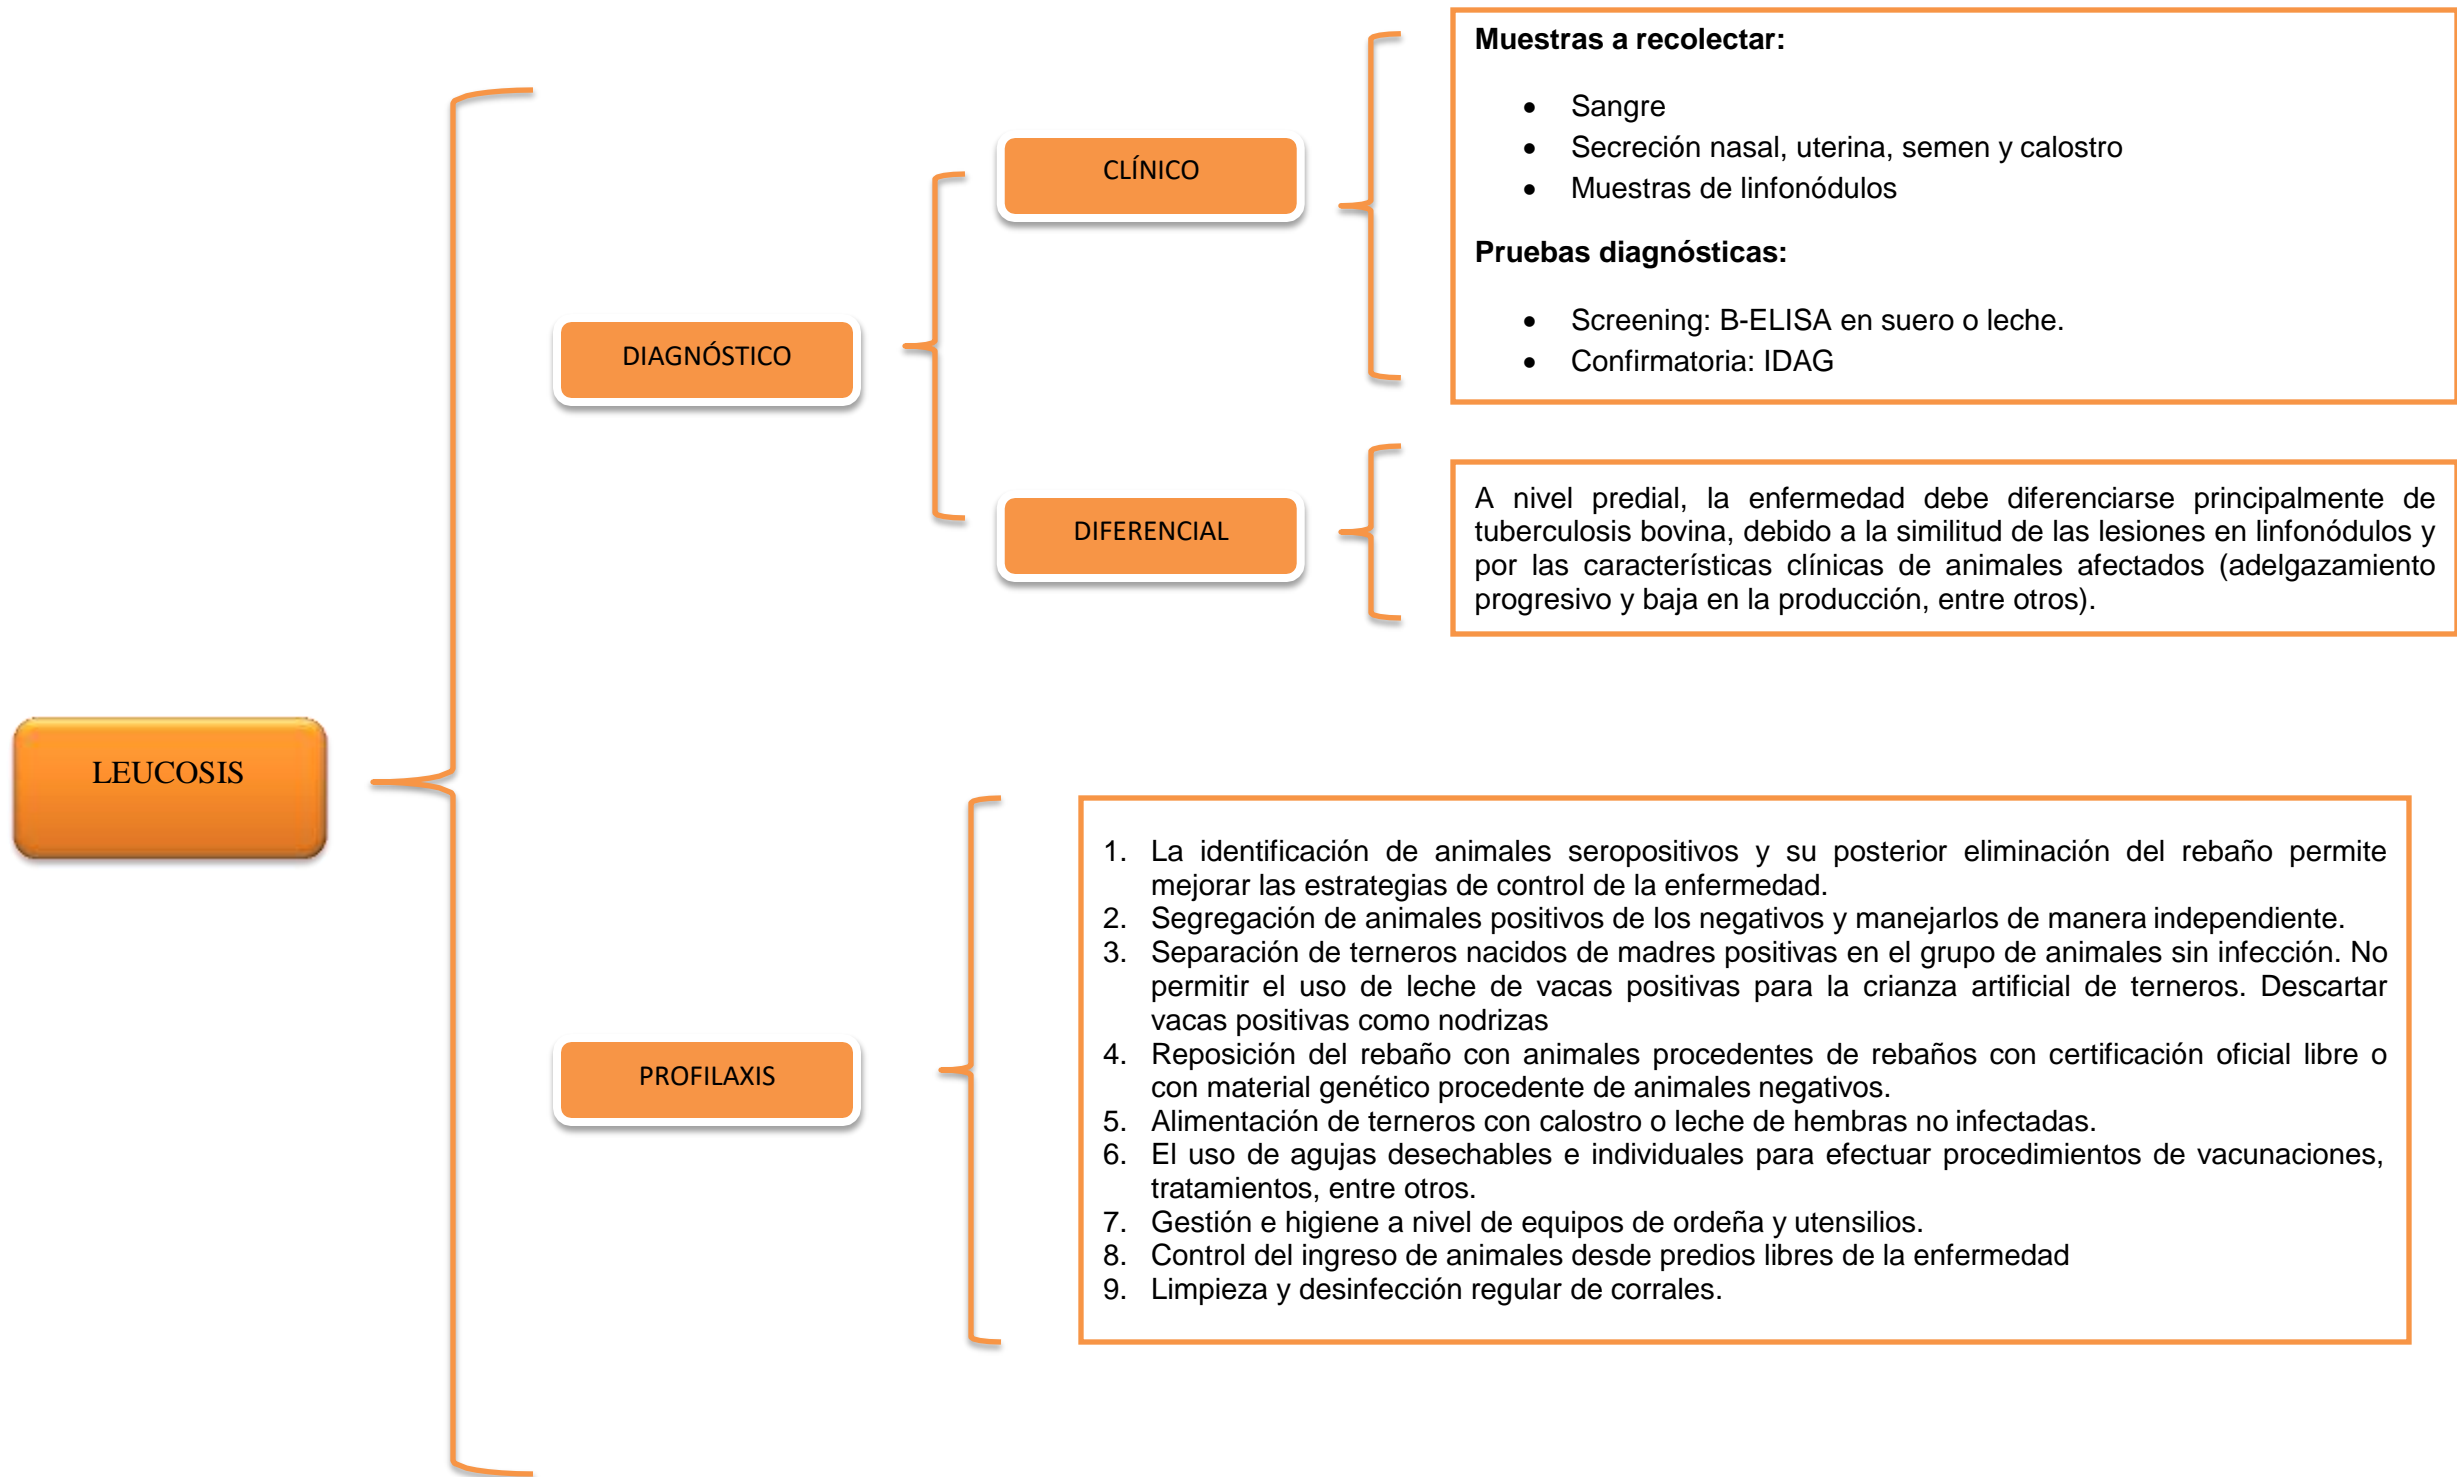 LEUCOSIS
DIAGNÓSTICO
CLÍNICO
Muestras a recolectar:
• Sangre
• Secreción nasal, uterina, semen y calostro
• Muestras de linfonódulos
Pruebas diagnósticas:
• Screening: B-ELISA en suero o leche.
• Confirmatoria: IDAG
DIFERENCIAL
A nivel predial, la enfermedad debe diferenciarse principalmente de
tuberculosis bovina, debido a la similitud de las lesiones en linfonódulos y
por las características clínicas de animales afectados (adelgazamiento
progresivo y baja en la producción, entre otros).
PROFILAXIS
1. La identificación de animales seropositivos y su posterior eliminación del rebaño permite
mejorar las estrategias de control de la enfermedad.
2. Segregación de animales positivos de los negativos y manejarlos de manera independiente.
3. Separación de terneros nacidos de madres positivas en el grupo de animales sin infección. No
permitir el uso de leche de vacas positivas para la crianza artificial de terneros. Descartar
vacas positivas como nodrizas
4. Reposición del rebaño con animales procedentes de rebaños con certificación oficial libre o
con material genético procedente de animales negativos.
5. Alimentación de terneros con calostro o leche de hembras no infectadas.
6. El uso de agujas desechables e individuales para efectuar procedimientos de vacunaciones,
tratamientos, entre otros.
7. Gestión e higiene a nivel de equipos de ordeña y utensilios.
8. Control del ingreso de animales desde predios libres de la enfermedad
9. Limpieza y desinfección regular de corrales.